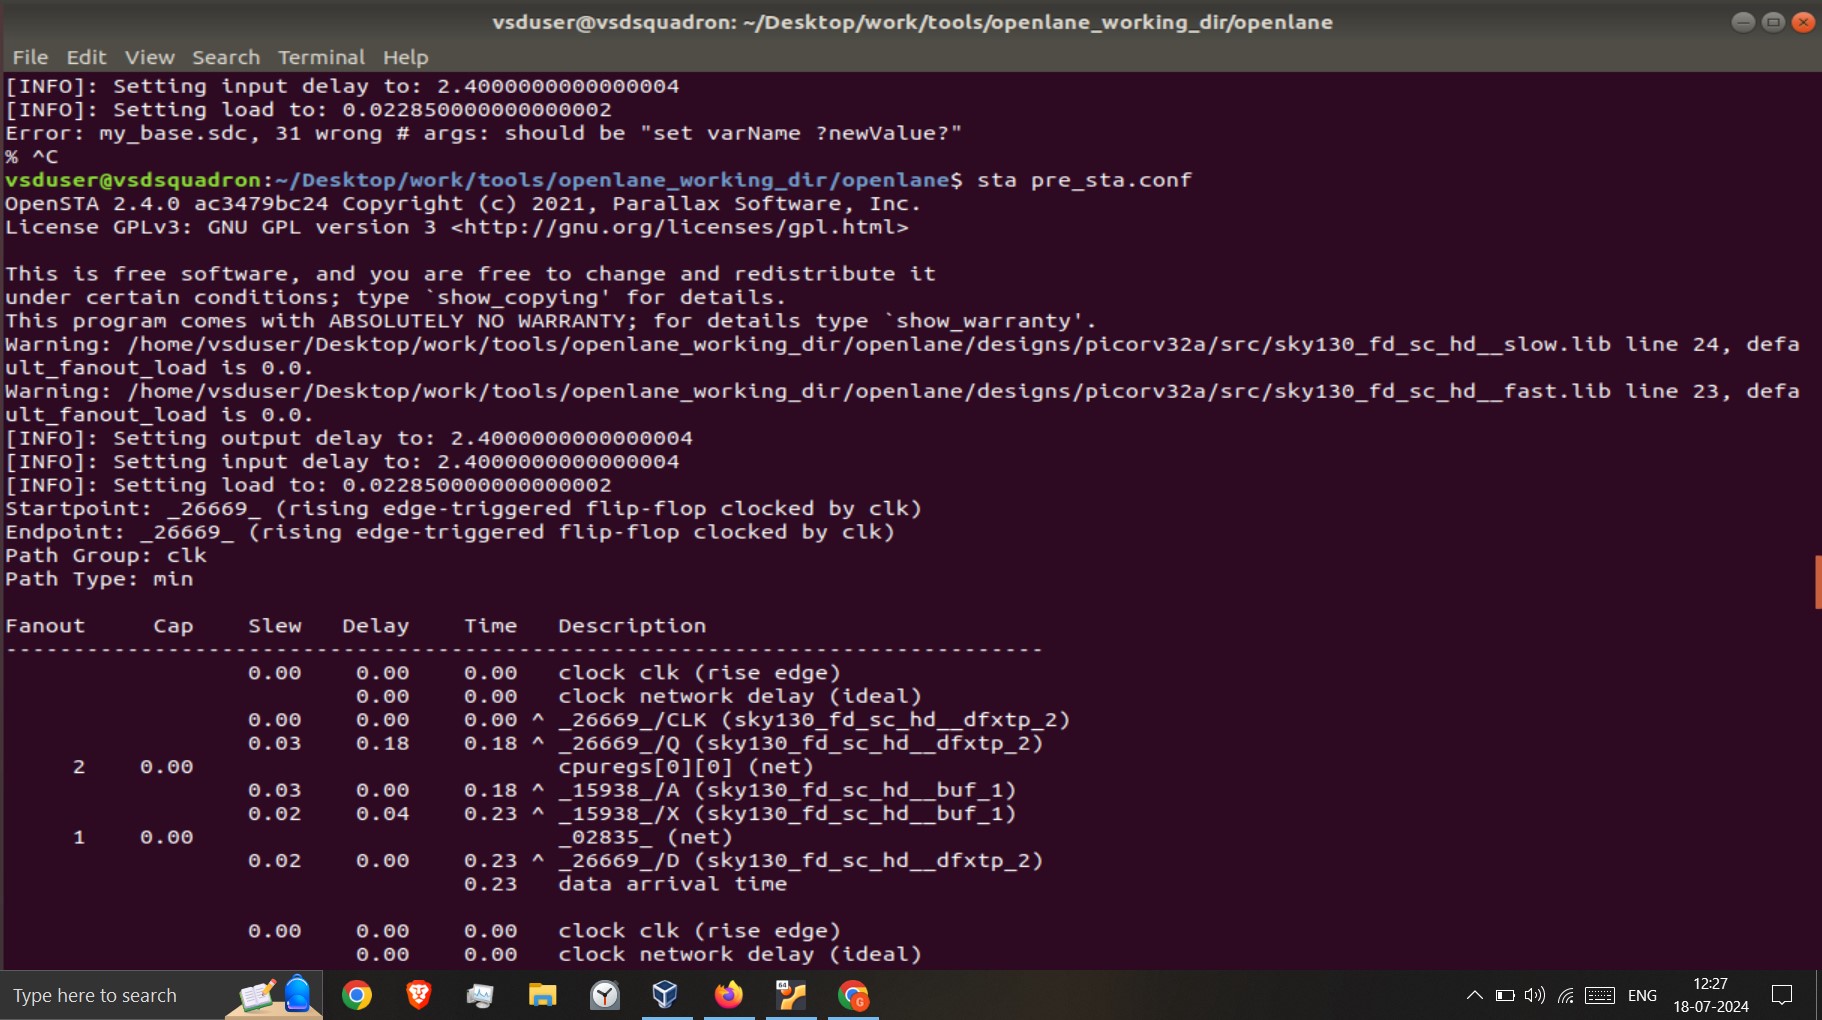 vsduser@vsdsquadron: ~/Desktop/work/tools/openlane_working_dir/openlane
File Edit View Search Terminal Help
[INFO]: Setting input delay to: 2.4000000000000004
[INFO]: Setting load to: 0.022850000000000002
Error: my_base.sdc, 31 wrong # args: should be "set varName ?newValue?"
% ^C
vsduser@vsdsquadron:~/Desktop/work/tools/openlane_working_dir/openlane$ sta pre_sta.conf
OpenSTA 2.4.0 ac3479bc24 Copyright (c) 2021, Parallax Software, Inc.
License GPLv3: GNU GPL version 3 <http://gnu.org/licenses/gpl.html>
This is free software, and you are free to change and redistribute it
under certain conditions; type `show_copying' for details.
This program comes with ABSOLUTELY NO WARRANTY; for details type `show_warranty'.
Warning: /home/vsduser/Desktop/work/tools/openlane_working_dir/openlane/designs/picorv32a/src/sky130_fd_sc_hd__slow.lib line 24, defa
ult_fanout_load is 0.0.
Warning: /home/vsduser/Desktop/work/tools/openlane_working_dir/openlane/designs/picorv32a/src/sky130_fd_sc_hd__fast.lib line 23, defa
ult_fanout_load is 0.0.
[INFO]: Setting output delay to: 2.4000000000000004
[INFO]: Setting input delay to: 2.4000000000000004
[INFO]: Setting load to: 0.022850000000000002
Startpoint: _26669_ (rising edge-triggered flip-flop clocked by clk)
Endpoint: _26669_ (rising edge-triggered flip-flop clocked by clk)
Path Group: clk
Path Type: min
Fanout Cap Slew Delay Time Description
-----------------------------------------------------------------------------
0.00 0.00 0.00 clock clk (rise edge)
0.00 0.00 clock network delay (ideal)
0.00 0.00 0.00 ^ _26669_/CLK (sky130_fd_sc_hd__dfxtp_2)
0.03 0.18 0.18 ^ _26669_/Q (sky130_fd_sc_hd__dfxtp_2)
2 0.00 cpuregs[0][0] (net)
0.03 0.00 0.18 ^ _15938_/A (sky130_fd_sc_hd__buf_1)
0.02 0.04 0.23 ^ _15938_/X (sky130_fd_sc_hd__buf_1)
1 0.00 _02835_ (net)
0.02 0.00 0.23 ^ _26669_/D (sky130_fd_sc_hd__dfxtp_2)
0.23 data arrival time
0.00 0.00 0.00 clock clk (rise edge)
0.00 0.00 clock network delay (ideal)
Type here to search
64
G
ENG
12:27
18-07-2024